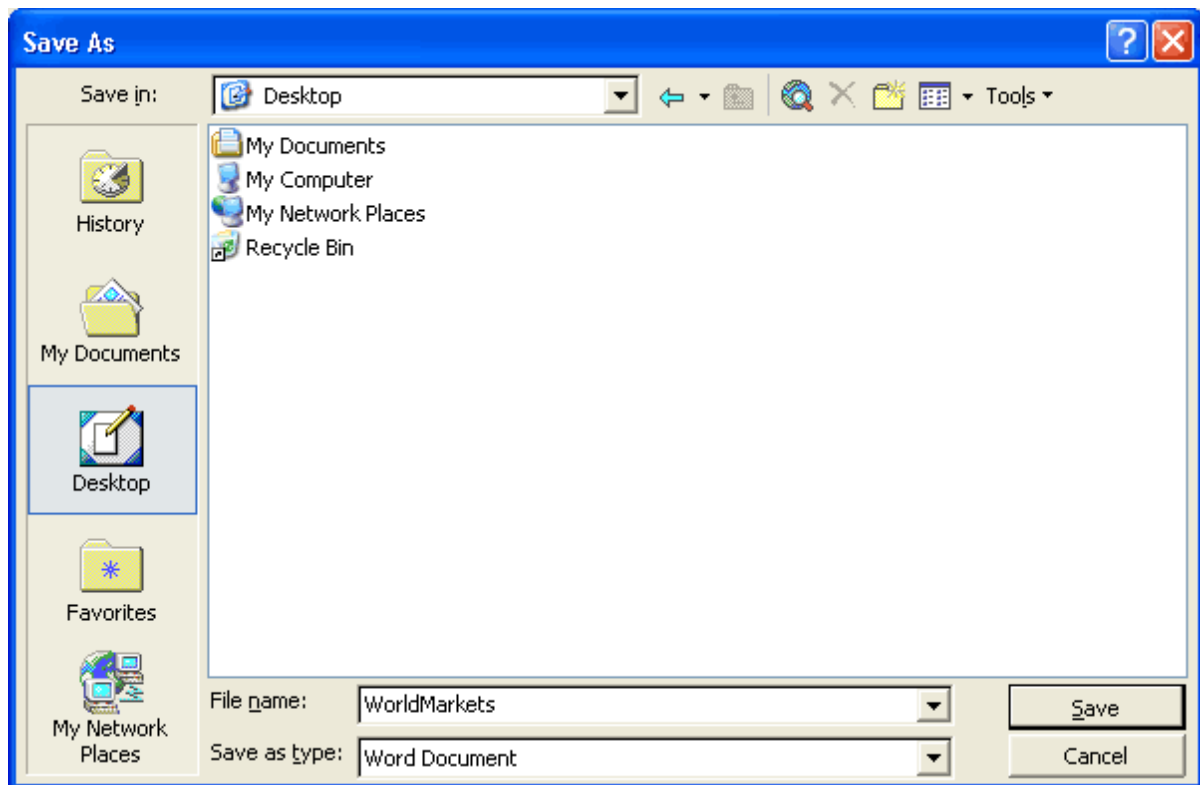 Save As
Save in:
Desktop
Tools
History
My Documents
Desktop
Favorites
My Network
Places
My Documents
My Computer
My Network Places
Recycle Bin
File name:
WorldMarkets
Save
Save as type:
Word Document
Cancel